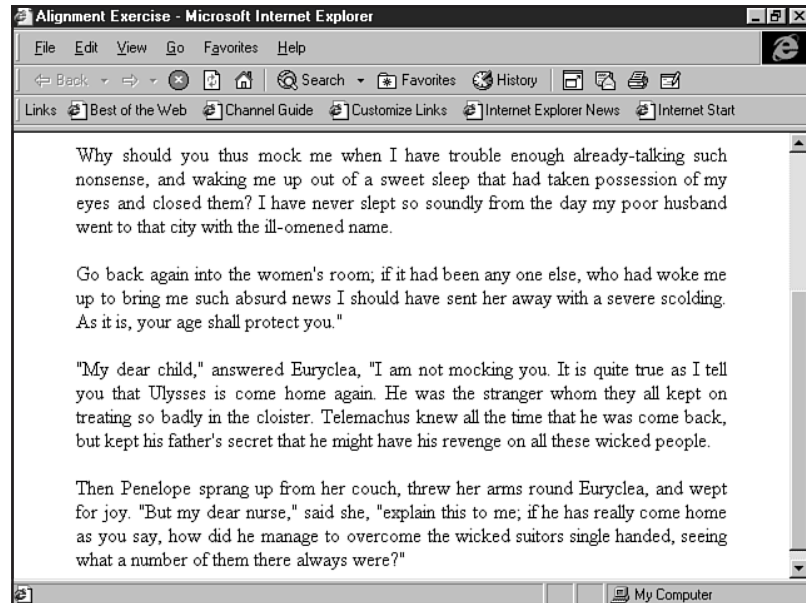 Alignment Exercise - Microsoft Internet Explorer
File Edit View Go Favorites Help
Back Search Favorites History
Links Best of the Web Channel Guide Customize Links Internet Explorer News Internet Start
Why should you thus mock me when I have trouble enough already-talking such
nonsense, and waking me up out of a sweet sleep that had taken possession of my
eyes and closed them? I have never slept so soundly from the day my poor husband
went to that city with the ill-omened name.
Go back again into the women's room; if it had been any one else, who had woke me
up to bring me such absurd news I should have sent her away with a severe scolding.
As it is, your age shall protect you."
"My dear child," answered Euryclea, "I am not mocking you. It is quite true as I tell
you that Ulysses is come home again. He was the stranger whom they all kept on
treating so badly in the cloister. Telemachus knew all the time that he was come back,
but kept his father's secret that he might have his revenge on all these wicked people.
Then Penelope sprang up from her couch, threw her arms round Euryclea, and wept
for joy. "But my dear nurse," said she, "explain this to me; if he has really come home
as you say, how did he manage to overcome the wicked suitors single handed, seeing
what a number of them there always were?"
My Computer